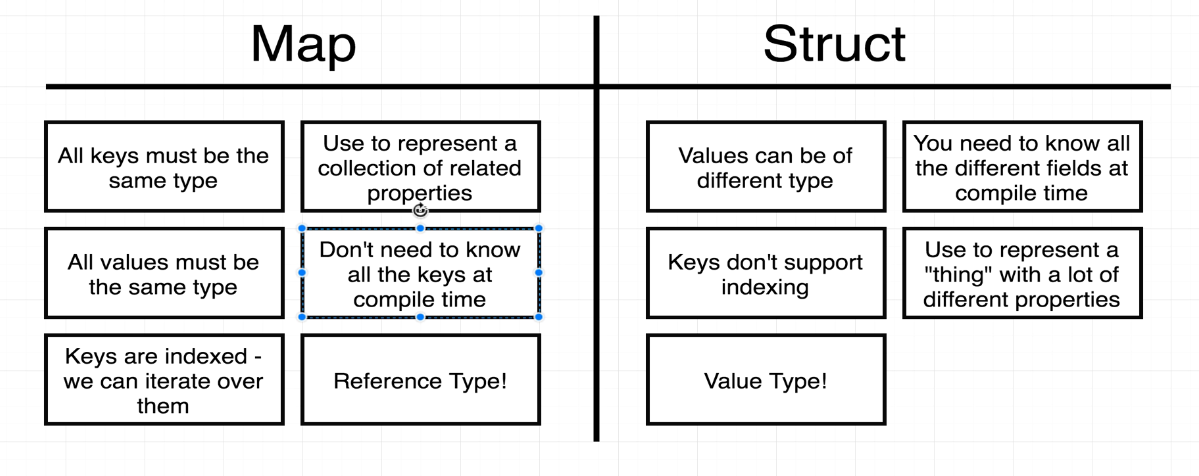 Map
Struct
All keys must be the
same type
Use to represent a
collection of related
properties
Values can be of
different type
You need to know all
the different fields at
compile time
All values must be
the same type
Don't need to know
all the keys at
compile time
Keys don't support
indexing
Use to represent a
"thing" with a lot of
different properties
Keys are indexed -
we can iterate over
them
Reference Type!
Value Type!